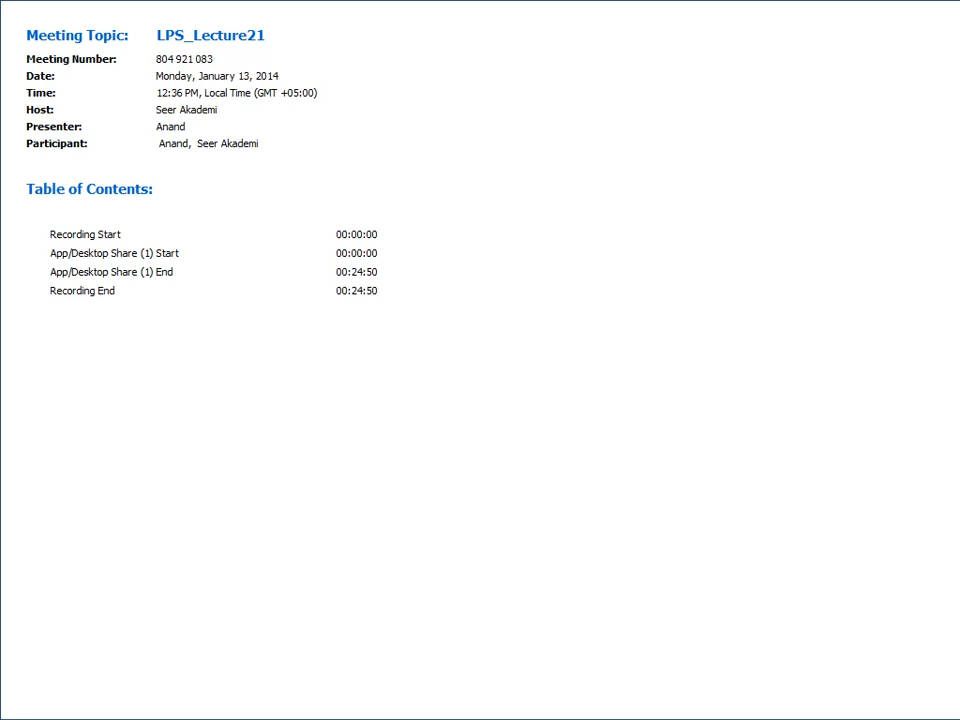 Meeting Topic: LPS_Lecture21
Meeting Number: 804 921 083
Date: Monday, January 13, 2014
Time: 12:36 PM, Local Time (GMT +05:00)
Host: Seer Akademi
Presenter: Anand
Participant: Anand, Seer Akademi
Table of Contents:
Recording Start 00:00:00
App/Desktop Share (1) Start 00:00:00
App/Desktop Share (1) End 00:24:50
Recording End 00:24:50